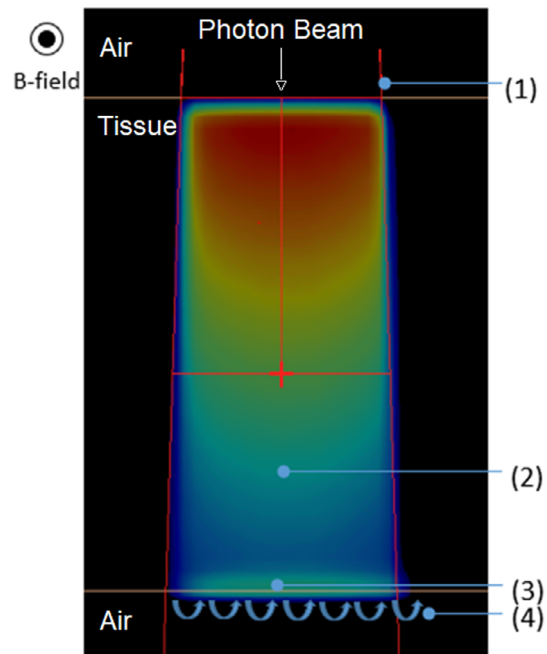 Air
Photon Beam
B-field
(1)
Tissue
(2)
(3)
(4)
Air